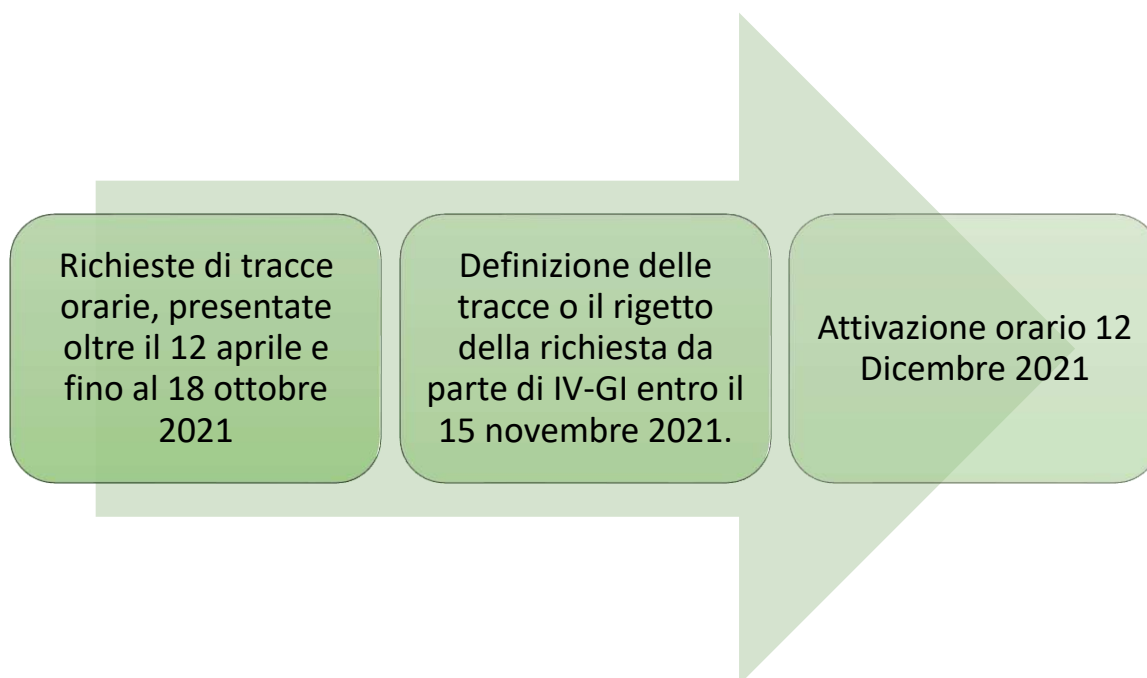 Richieste di tracce
orarie, presentate
oltre il 12 aprile e
fino al 18 ottobre
2021
Definizione delle
tracce o il rigetto
della richiesta da
parte di IV-GI entro il
15 novembre 2021.
Attivazione orario 12
Dicembre 2021